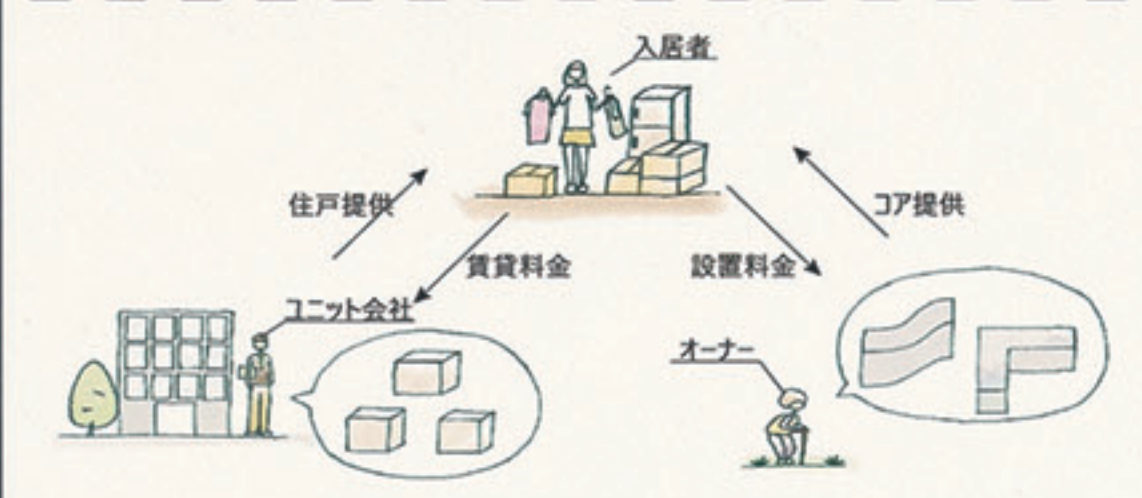 入居者
住戸提供
コア提供
賃貸料金
設置料金
ユニット会社
オーナー